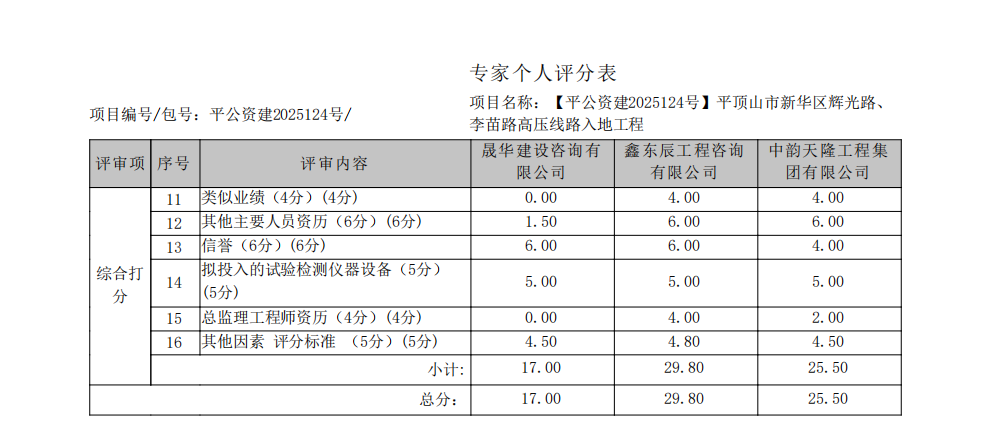 专家个人评分表
项目编号/包号: 平公资建2025124号/
项目名称: 【平公资建2025124号】平顶山市新华区辉光路、
李苗路高压线路入地工程
评审项 序号 评审内容 晟华建设咨询有限公司 鑫东辰工程咨询有限公司 中韵天隆工程集团有限公司
综合打分
11 类似业绩（4分）(4分) 0.00 4.00 4.00
12 其他主要人员资历（6分）(6分) 1.50 6.00 6.00
13 信誉（6分）(6分) 6.00 6.00 4.00
14 拟投入的试验检测仪器设备（5分）(5分) 5.00 5.00 5.00
15 总监理工程师资历（4分）(4分) 0.00 4.00 2.00
16 其他因素 评分标准 （5分）(5分) 4.50 4.80 4.50
小计: 17.00 29.80 25.50
总分: 17.00 29.80 25.50